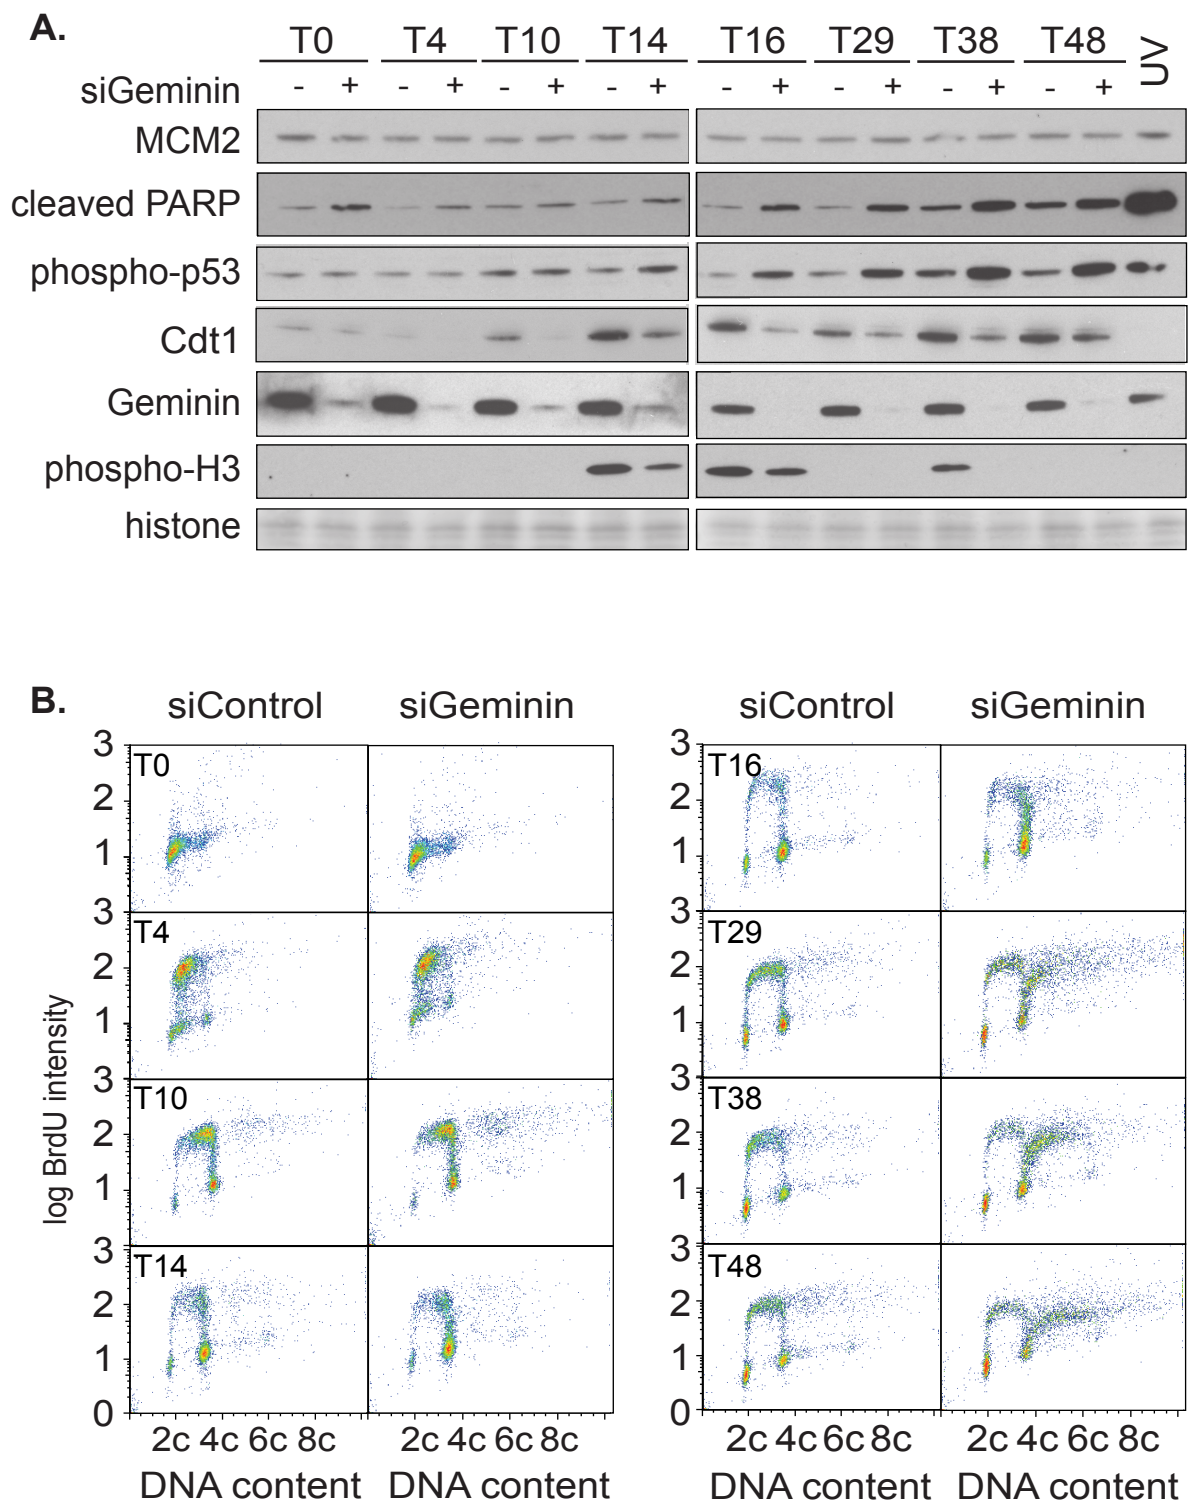 A.
T0 T4 T10 T14 T16 T29 T38 T48 UV
siGeminin - + - + - + - + - + - + - + - +
MCM2
cleaved PARP
phospho-p53
Cdt1
Geminin
phospho-H3
histone
B.
siControl siGeminin siControl siGeminin
3 T0 3 T16
2 2
1 1
3 T4 3 T29
2 2
1 1
3 T10 3 T38
2 2
1 1
3 T14 3 T48
2 2
1 1
0 0
log BrdU intensity
2c 4c 6c 8c 2c 4c 6c 8c 2c 4c 6c 8c 2c 4c 6c 8c
DNA content DNA content DNA content DNA content